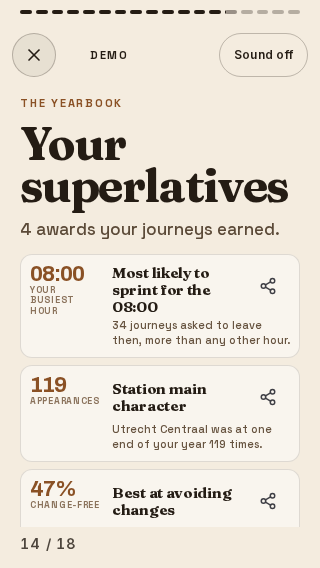 DEMO
Sound off
THE YEARBOOK
Your
superlatives
4 awards your journeys earned.
08:00
YOUR
BUSIEST
HOUR
Most likely to
sprint for the
08:00
34 journeys asked to leave
then, more than any other hour.
119
APPEARANCES
Station main
character
Utrecht Centraal was at one
end of your year 119 times.
47%
CHANGE-FREE
Best at avoiding
changes
14 / 18